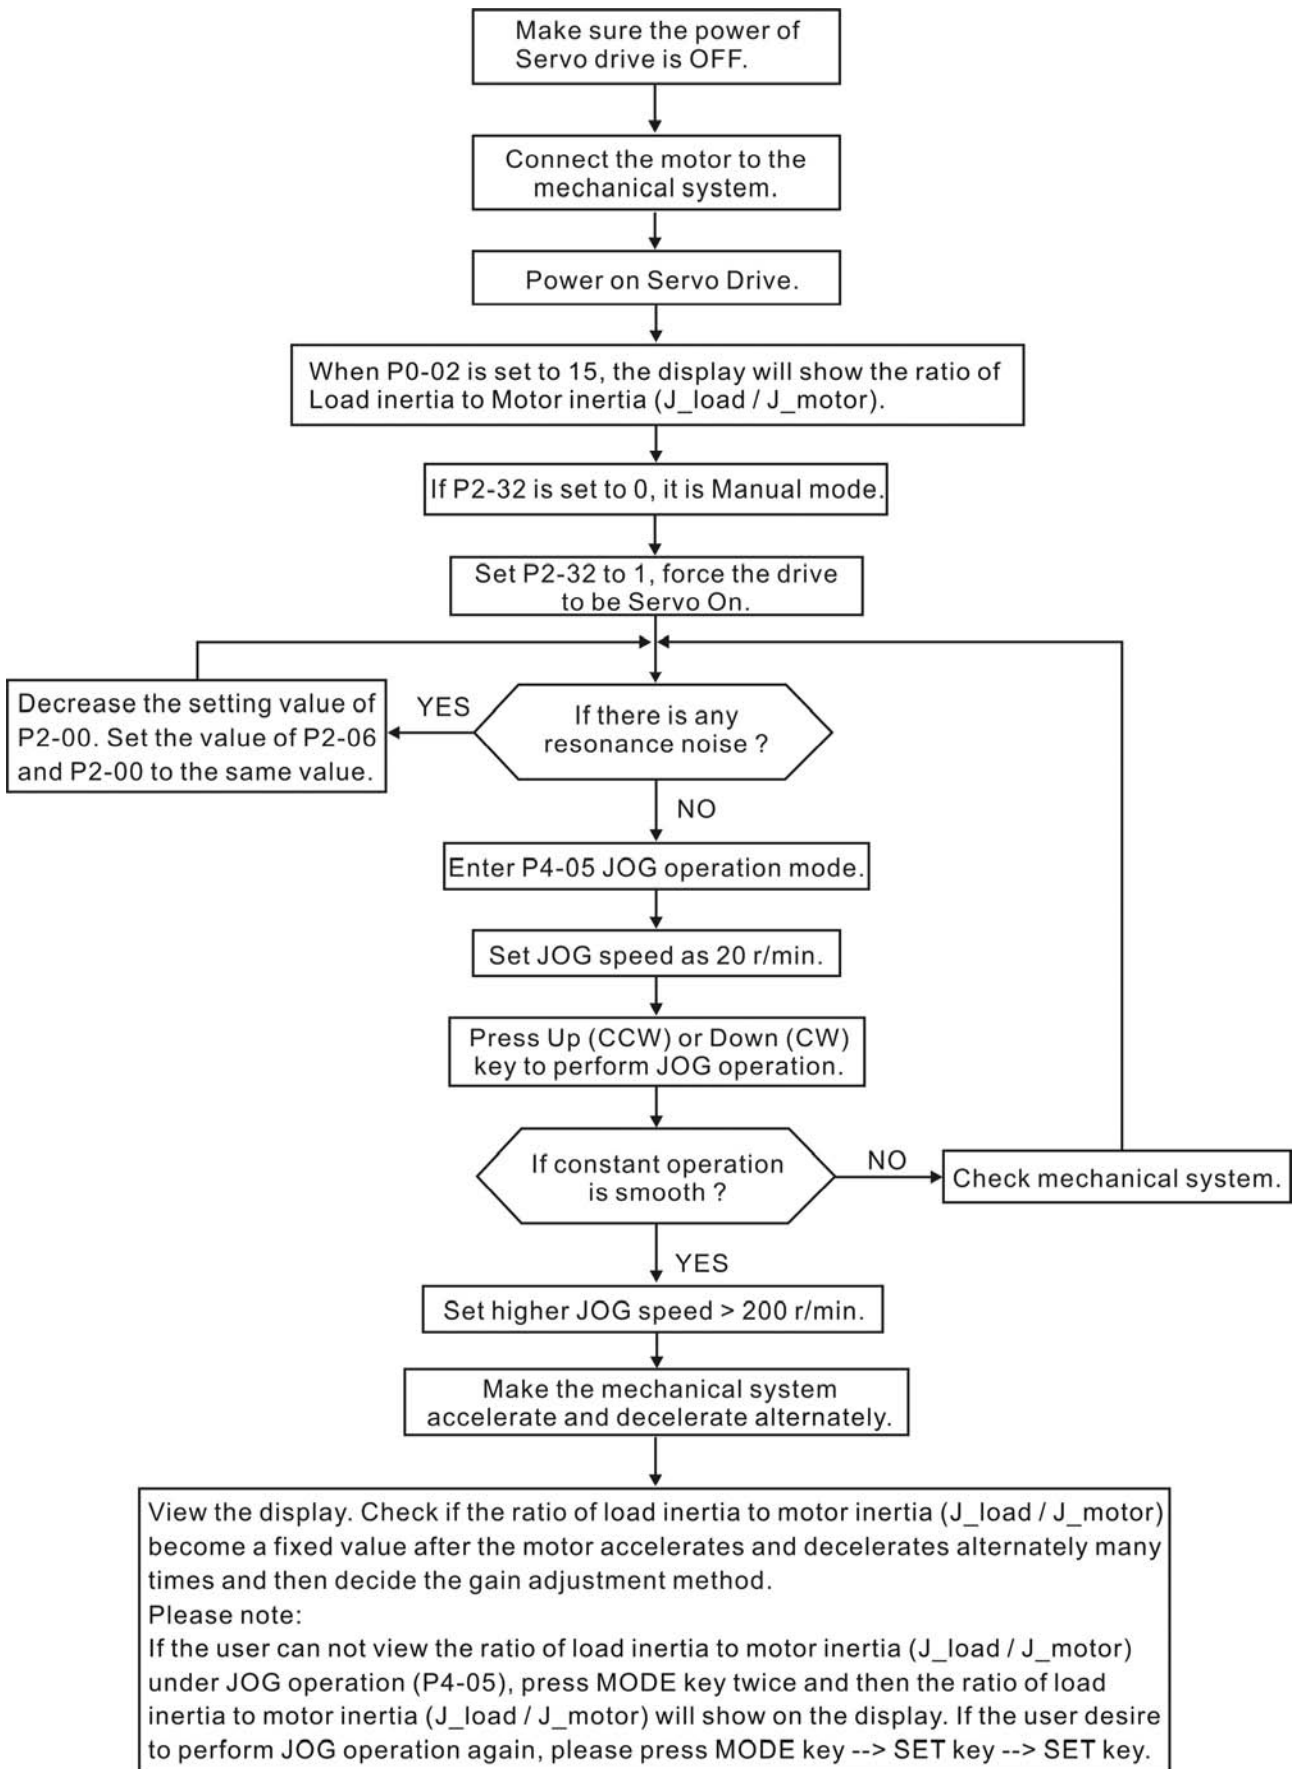 Make sure the power of
Servo drive is OFF.
Connect the motor to the
mechanical system.
Power on Servo Drive.
When P0-02 is set to 15, the display will show the ratio of
Load inertia to Motor inertia (J_load / J_motor).
If P2-32 is set to 0, it is Manual mode.
Set P2-32 to 1, force the drive
to be Servo On.
Decrease the setting value of
P2-00. Set the value of P2-06
and P2-00 to the same value.
YES
If there is any
resonance noise ?
NO
Enter P4-05 JOG operation mode.
Set JOG speed as 20 r/min.
Press Up (CCW) or Down (CW)
key to perform JOG operation.
If constant operation
is smooth ?
NO
Check mechanical system.
YES
Set higher JOG speed > 200 r/min.
Make the mechanical system
accelerate and decelerate alternately.
View the display. Check if the ratio of load inertia to motor inertia (J_load / J_motor)
become a fixed value after the motor accelerates and decelerates alternately many
times and then decide the gain adjustment method.
Please note:
If the user can not view the ratio of load inertia to motor inertia (J_load / J_motor)
under JOG operation (P4-05), press MODE key twice and then the ratio of load
inertia to motor inertia (J_load / J_motor) will show on the display. If the user desire
to perform JOG operation again, please press MODE key --> SET key --> SET key.